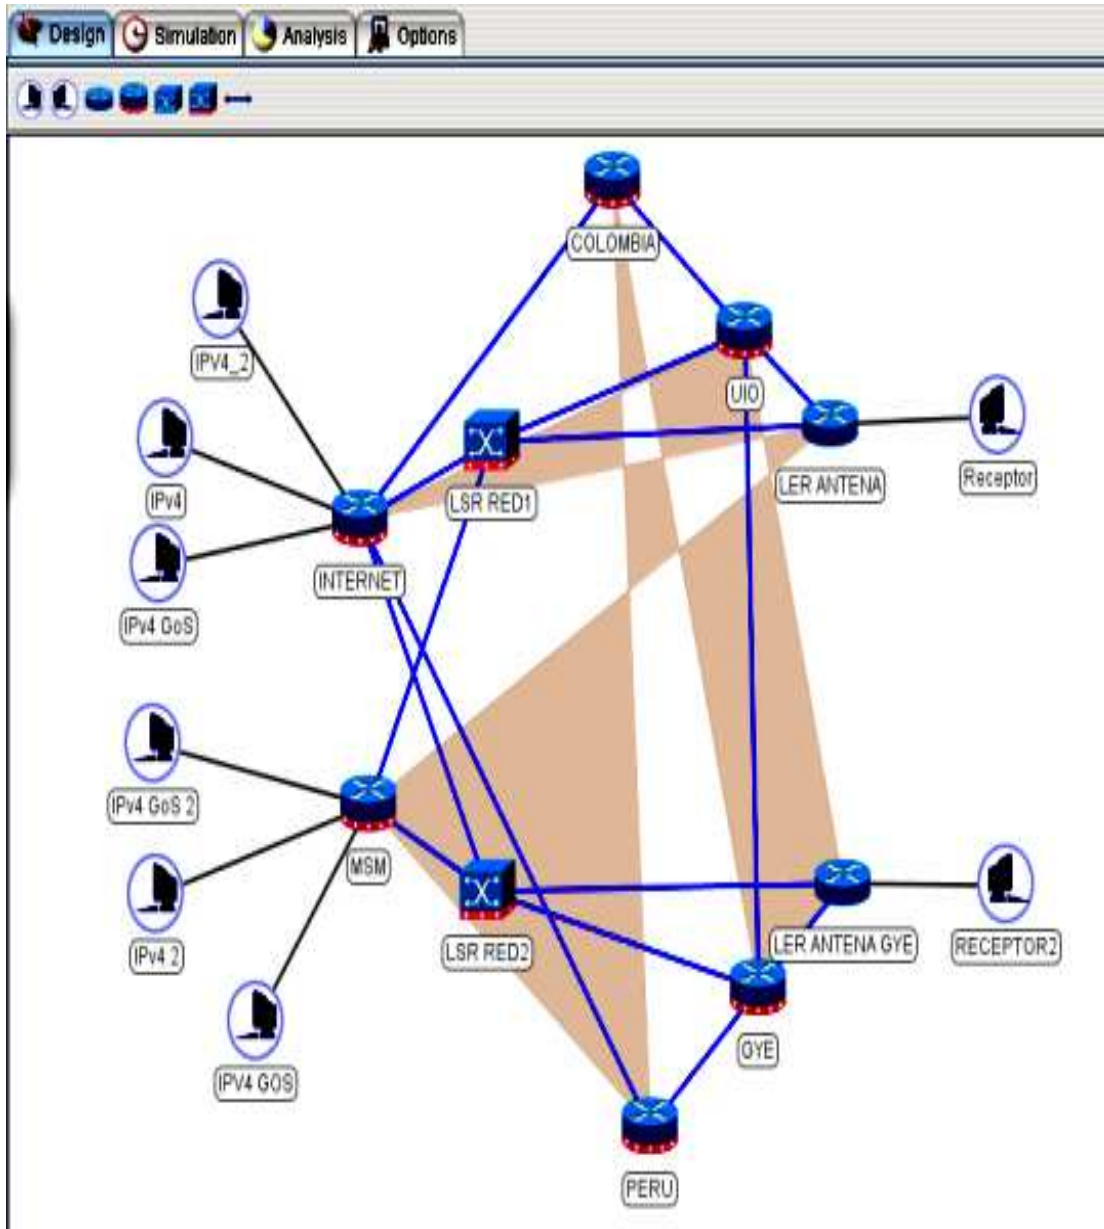 Design Simulation Analysis Options
COLOMBIA
IPV4_2
UIO
IPv4
LSR RED1
LER ANTENA
Receptor
INTERNET
IPv4 GoS
IPv4 GoS 2
MSM
IPv4 2
LSR RED2
LER ANTENA GYE
RECEPTOR2
GYE
IPV4 GOS
PERU